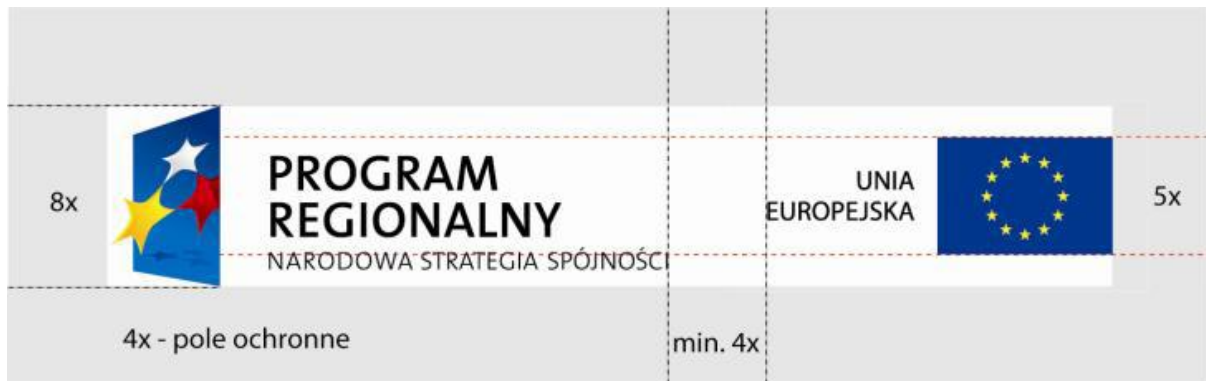 8x
PROGRAM
REGIONALNY
NARODOWA STRATEGIA SPÓJNOŚCI
UNIA
EUROPEJSKA
5x
4x - pole ochronne
min. 4x